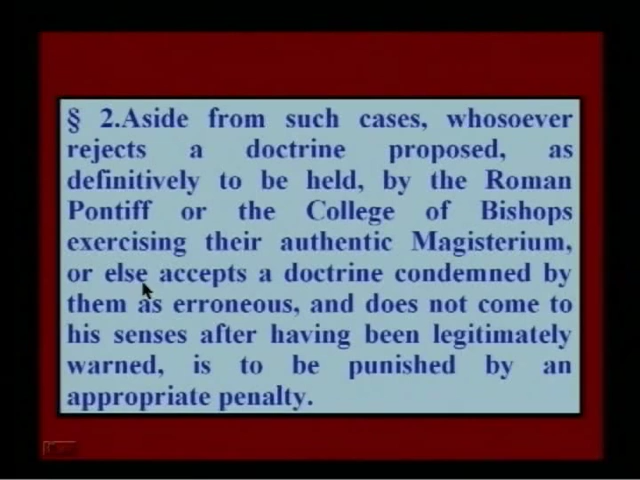 § 2.Aside from such cases, whosoever
rejects a doctrine proposed, as
definitively to be held, by the Roman
Pontiff or the College of Bishops
exercising their authentic Magisterium,
or else accepts a doctrine condemned by
them as erroneous, and does not come to
his senses after having been legitimately
warned, is to be punished by an
appropriate penalty.